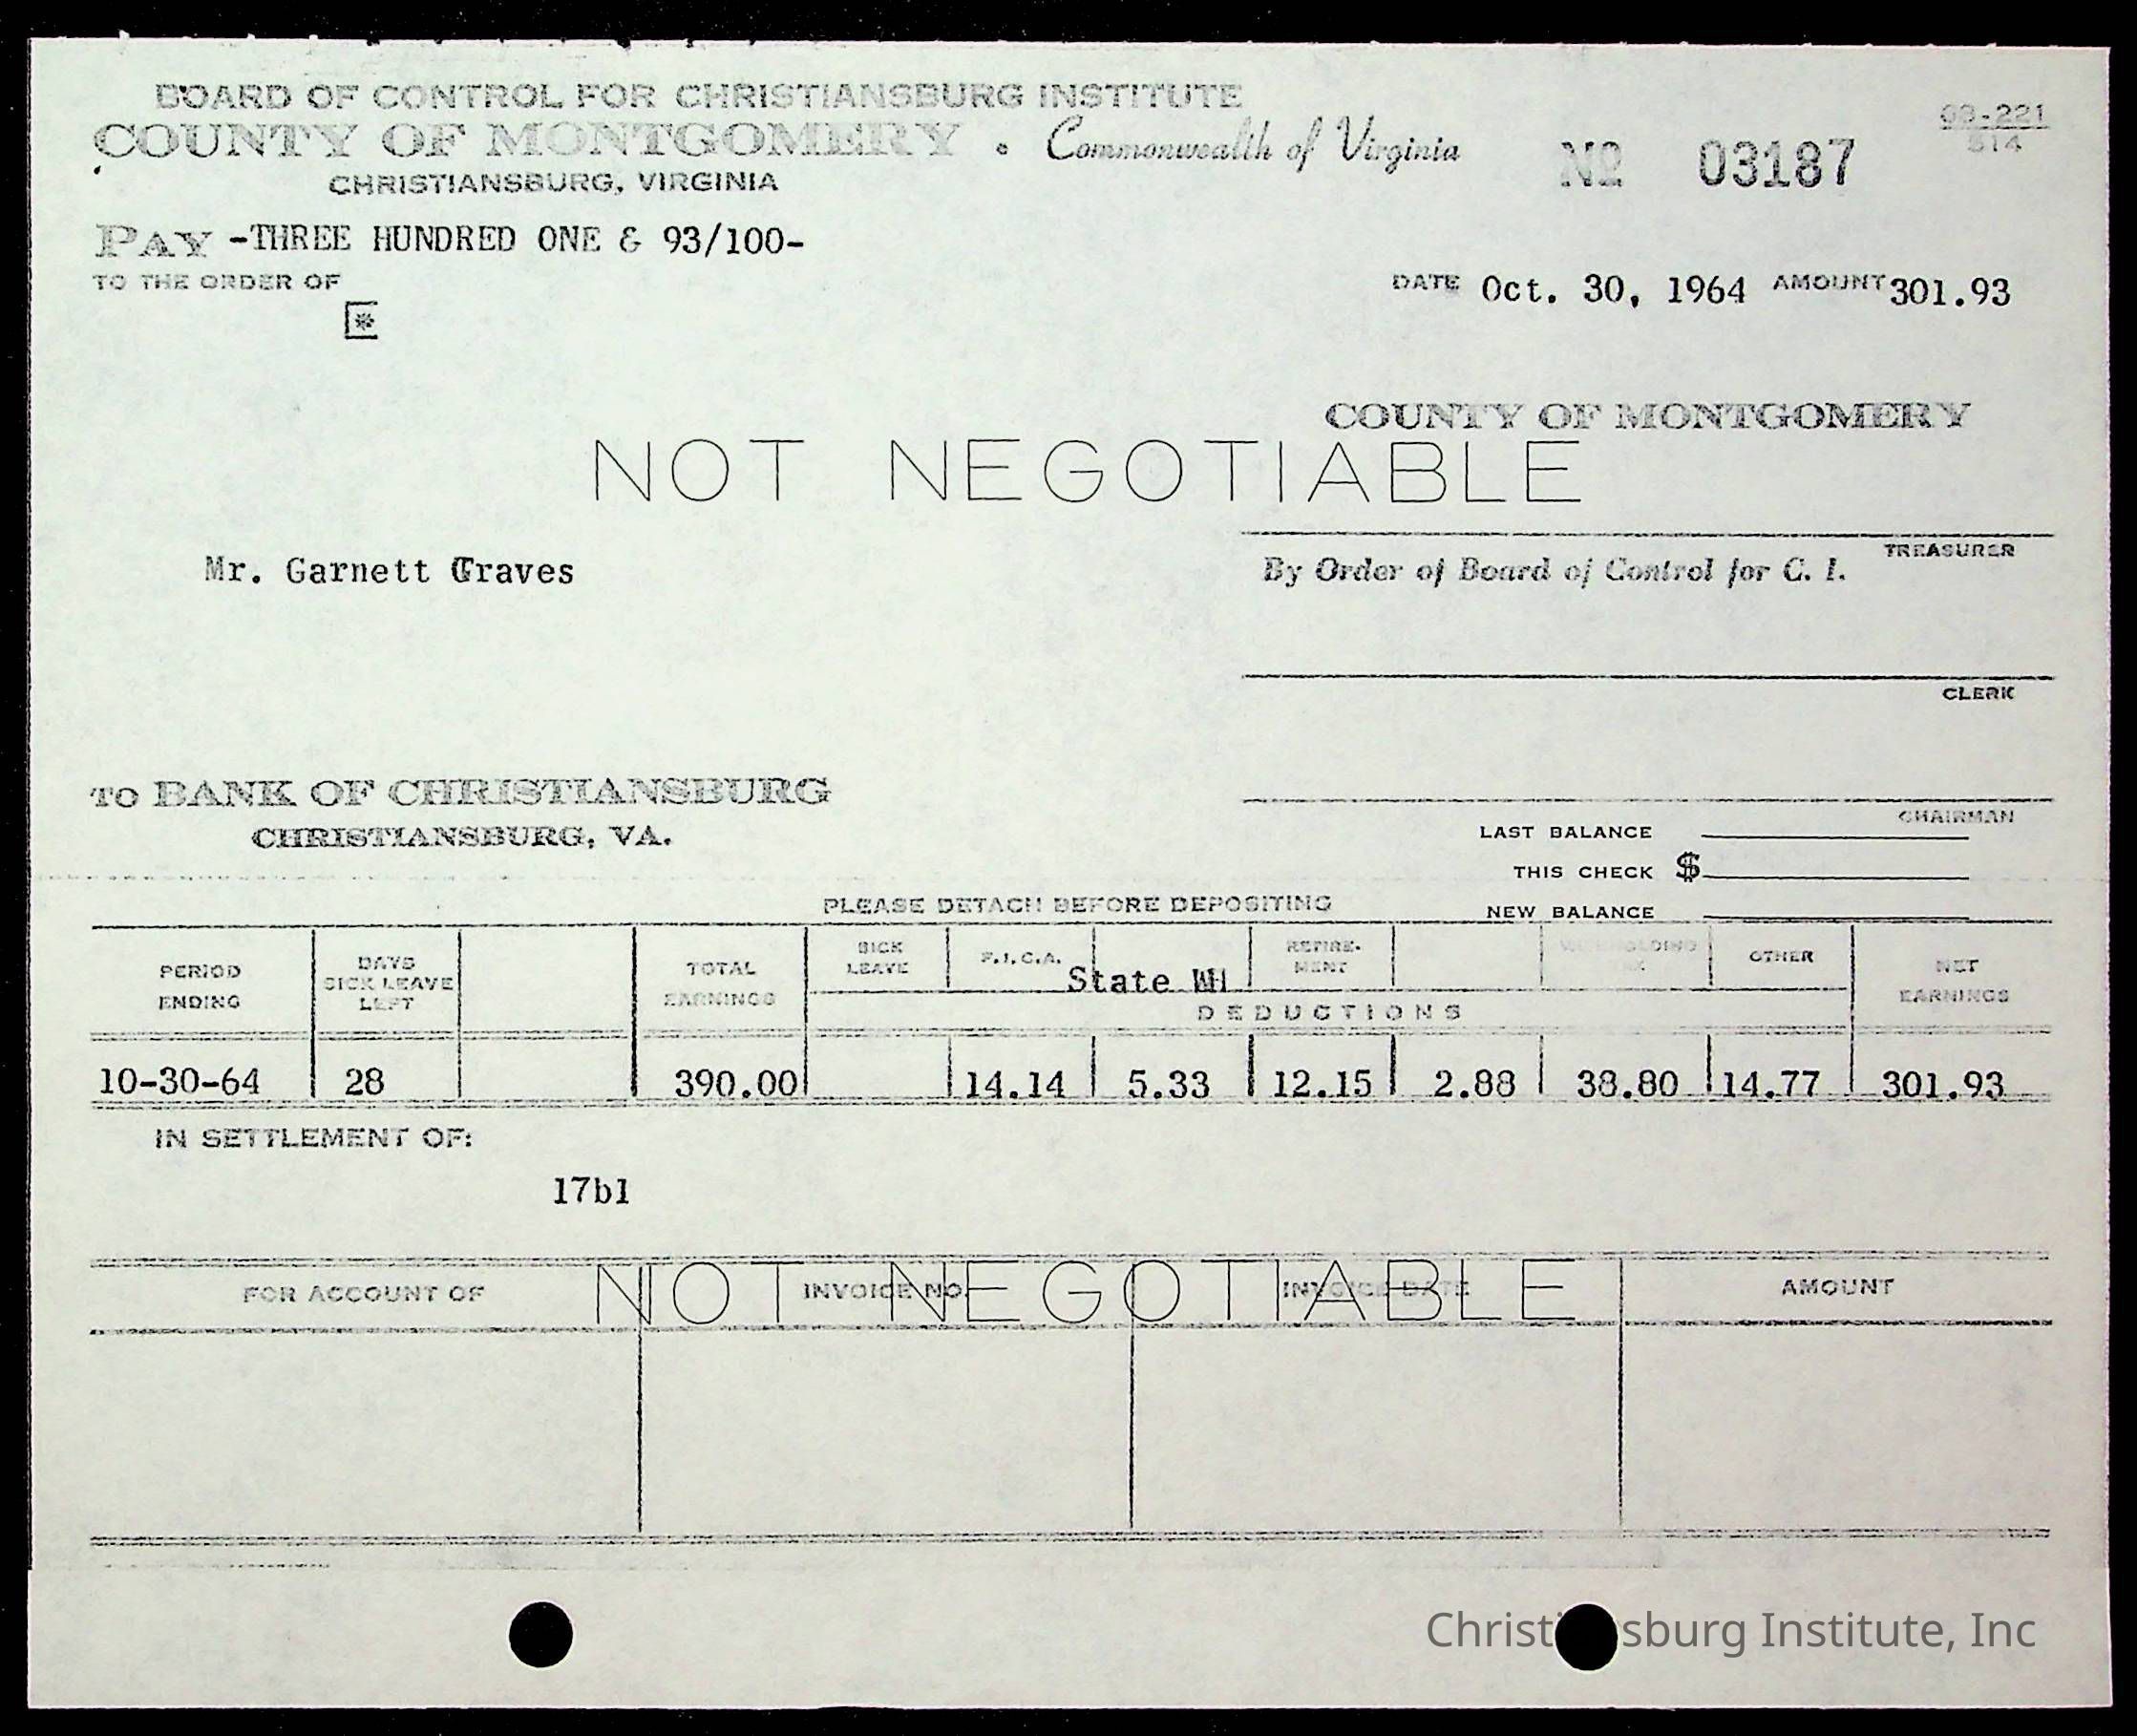 BOARD OF CONTROL FOR CHRISTIANSBURG INSTITUTE
COUNTY OF MONTGOMERY • Commonwealth of Virginia
CHRISTIANSBURG, VIRGINIA
№ 03187
514
PAY -THREE HUNDRED ONE & 93/100-
TO THE ORDER OF
DATE Oct. 30, 1964 AMOUNT 301.93
*
COUNTY OF MONTGOMERY
NOT NEGOTIABLE
TREASURER
Mr. Garnett Graves
By Order of Board of Control for C. I.
CLERK
TO BANK OF CHRISTIANSBURG
CHRISTIANSBURG, VA.
CHAIRMAN
LAST BALANCE
THIS CHECK $
NEW BALANCE
PLEASE DETACH BEFORE DEPOSITING
PERIOD ENDING DAYS SICK LEAVE LEFT TOTAL EARNINGS SICK LEAVE F.I.C.A. State WH RETIRE-MENT WITHHOLDING OTHER NET EARNINGS
DEDUCTIONS
10-30-64 28 390.00 14.14 5.33 12.15 2.88 38.80 14.77 301.93
IN SETTLEMENT OF:
17b1
NOT NEGOTIABLE
FOR ACCOUNT OF INVOICE NO. INVOICE DATE AMOUNT
Christiansburg Institute, Inc